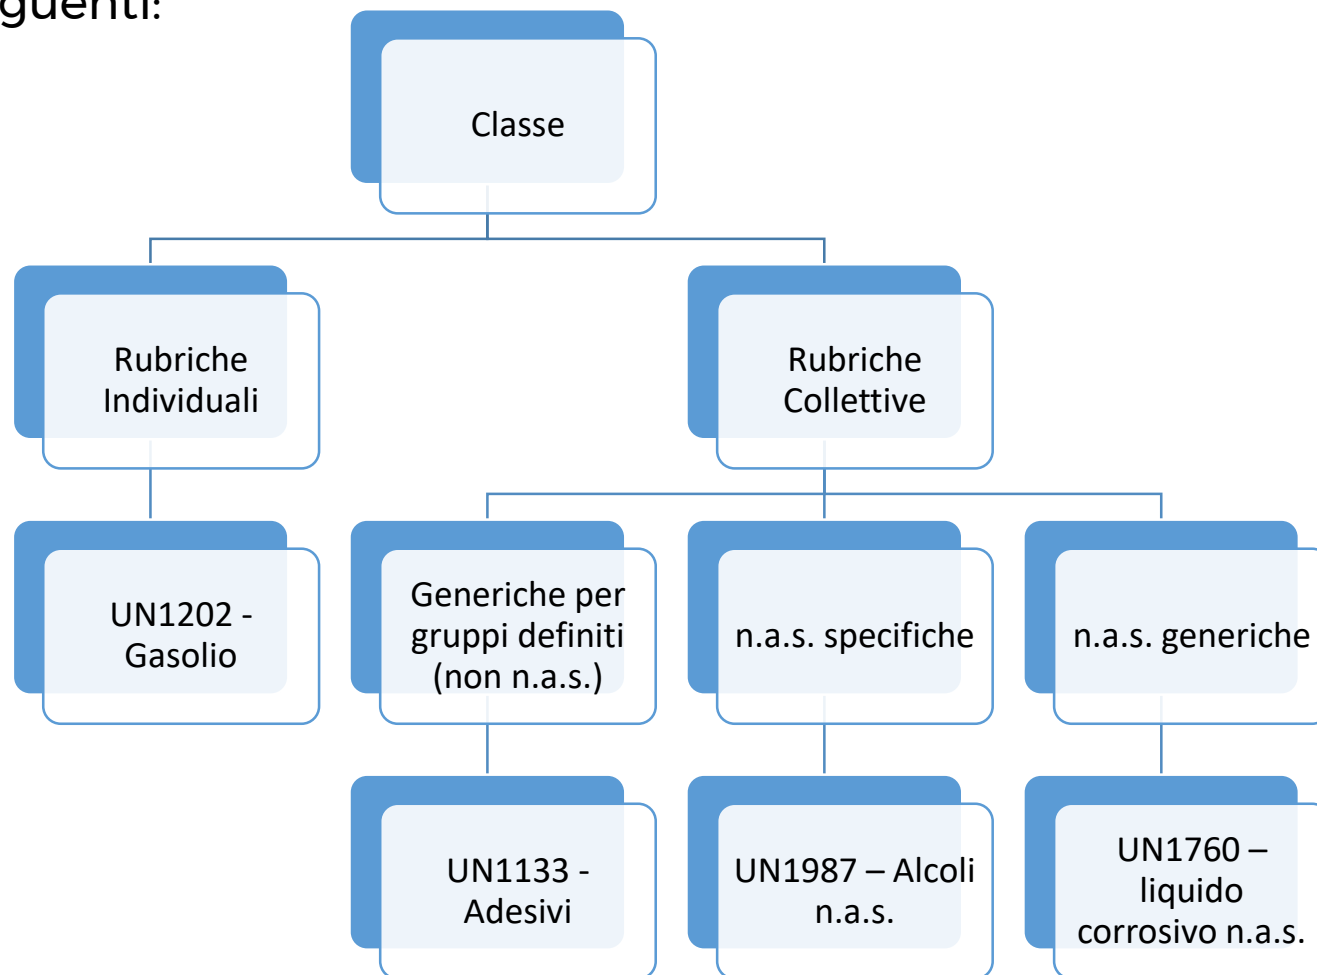 guenti:
Classe
Rubriche
Individuali
Rubriche
Collettive
UN1202 -
Gasolio
Generiche per
gruppi definiti
(non n.a.s.)
n.a.s. specifiche
n.a.s. generiche
UN1133 -
Adesivi
UN1987 – Alcoli
n.a.s.
UN1760 –
liquido
corrosivo n.a.s.